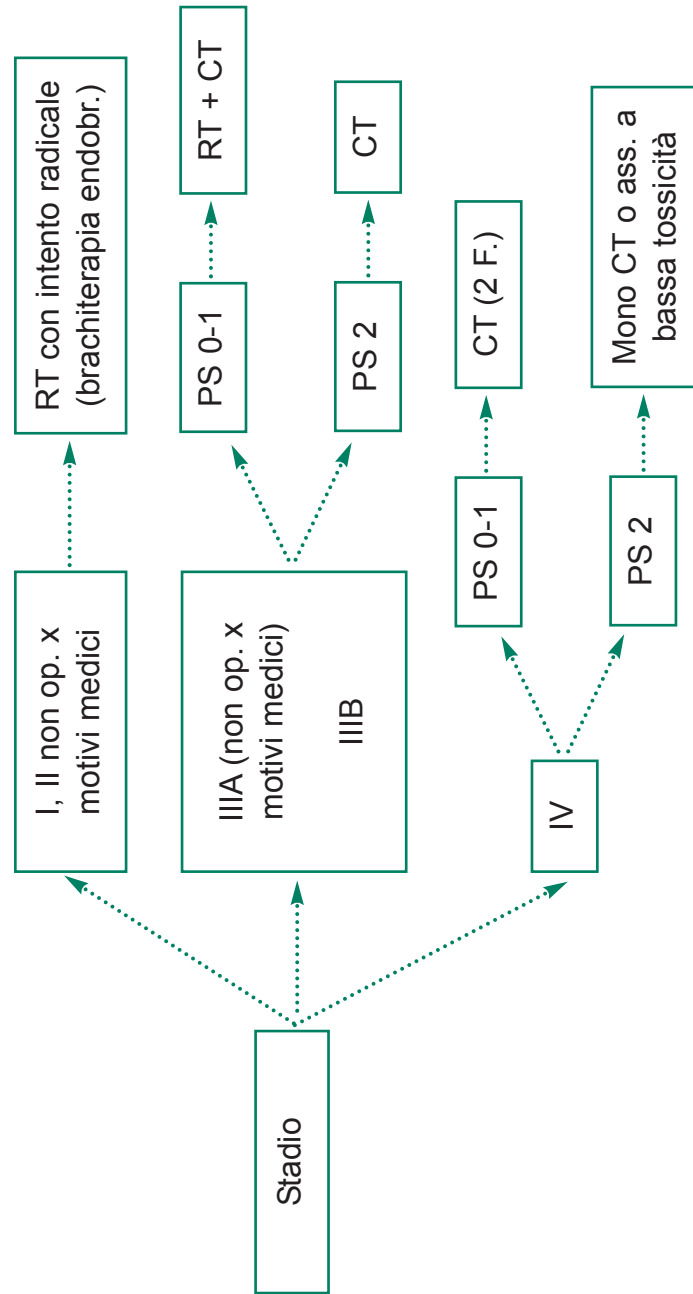 Stadio
I, II non op. x
motivi medici
RT con intento radicale
(brachiterapia endobr.)
IIIA (non op. x
motivi medici)
IIIB
PS 0-1
RT + CT
PS 2
CT
IV
PS 0-1
CT (2 F.)
PS 2
Mono CT o ass. a
bassa tossicità